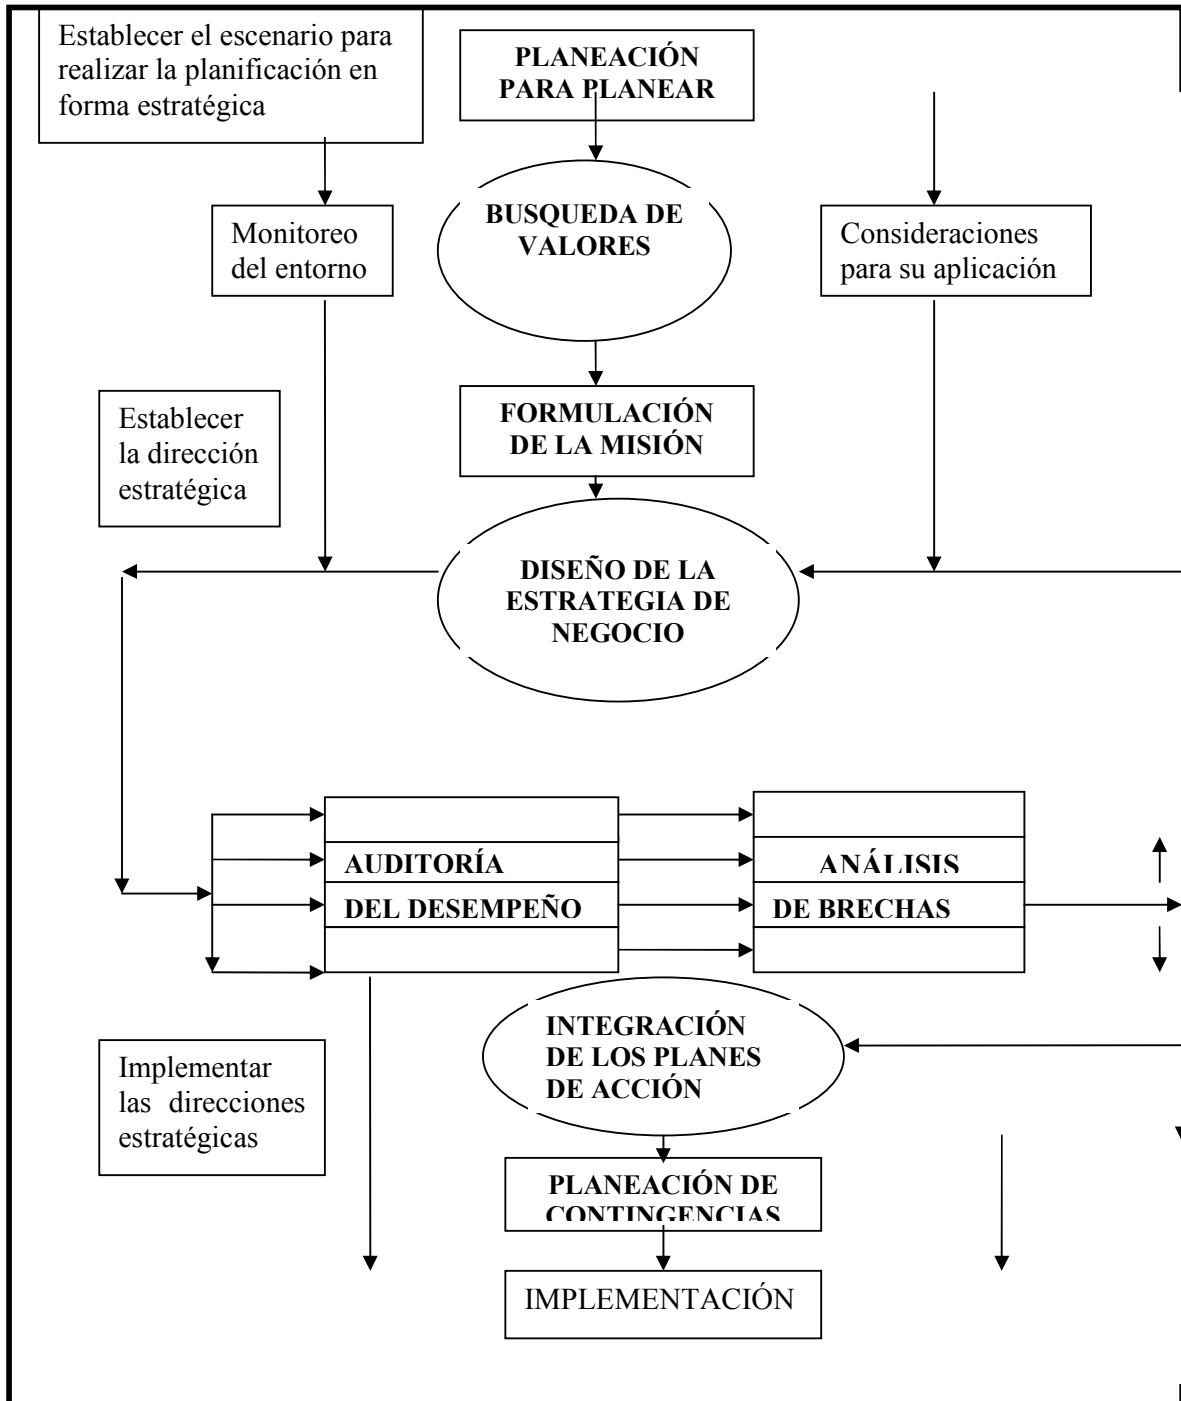 Establecer el escenario para
realizar la planificación en
forma estratégica
PLANEACIÓN
PARA PLANEAR
BUSQUEDA DE
VALORES
Monitoreo
del entorno
Consideraciones
para su aplicación
FORMULACIÓN
DE LA MISIÓN
Establecer
la dirección
estratégica
DISEÑO DE LA
ESTRATEGIA DE
NEGOCIO
AUDITORÍA
DEL DESEMPEÑO
ANÁLISIS
DE BRECHAS
INTEGRACIÓN
DE LOS PLANES
DE ACCIÓN
Implementar
las direcciones
estratégicas
PLANEACIÓN DE
CONTINGENCIAS
IMPLEMENTACIÓN